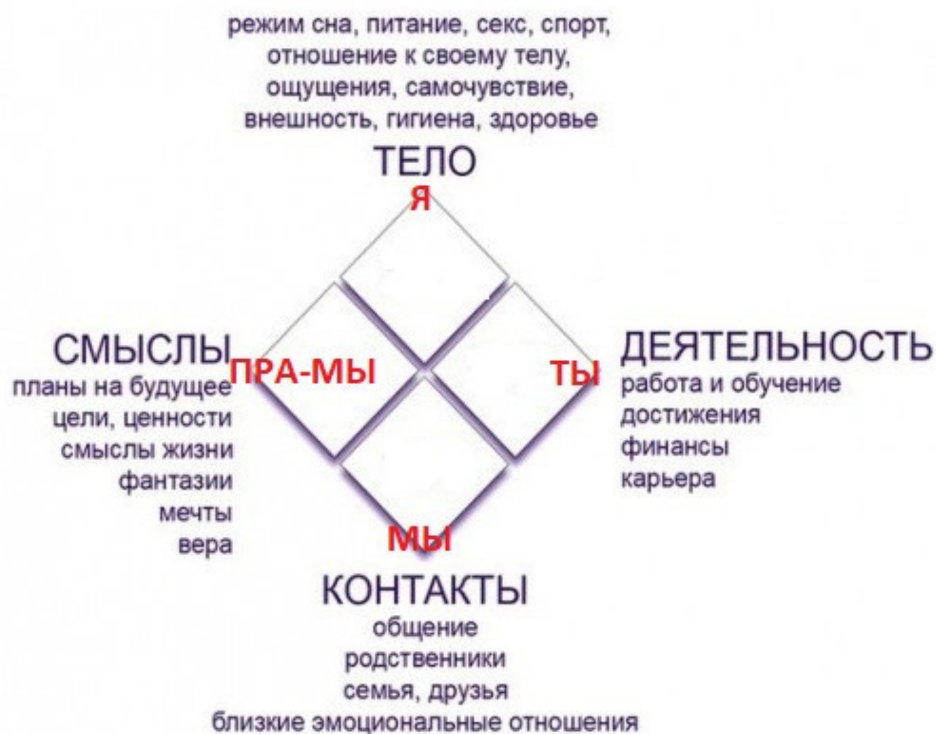 режим сна, питание, секс, спорт,
отношение к своему телу,
ощущения, самочувствие,
внешность, гигиена, здоровье
ТЕЛО
Я
СМЫСЛЫ
ПРА-МЫ
планы на будущее
цели, ценности
смыслы жизни
фантазии
мечты
вера
ТЫ
ДЕЯТЕЛЬНОСТЬ
работа и обучение
достижения
финансы
карьера
МЫ
КОНТАКТЫ
общение
родственники
семья, друзья
близкие эмоциональные отношения